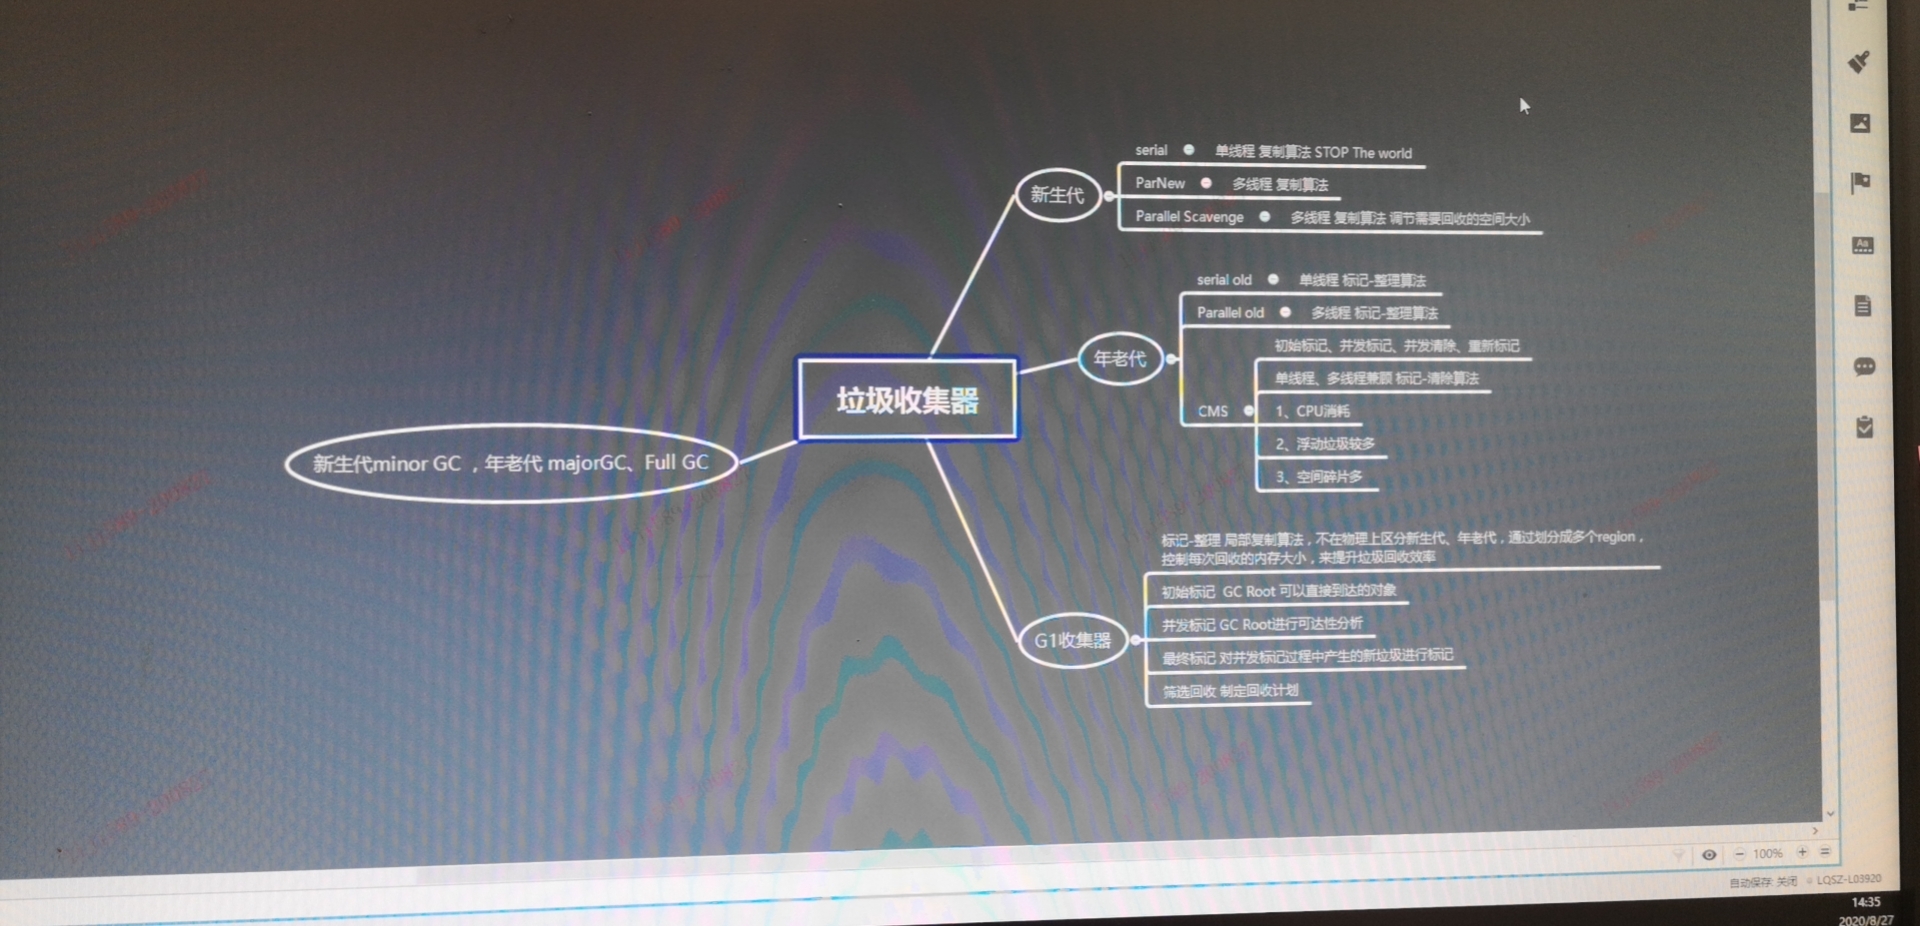 serial 单线程 复制算法 STOP The world
ParNew 多线程 复制算法
Parallel Scavenge 多线程 复制算法 调节需要回收的空间大小
新生代
serial old 单线程 标记-整理算法
Parallel old 多线程 标记-整理算法
年老代
初始标记、并发标记、并发清除、重新标记
单线程、多线程兼顾 标记-清除算法
CMS
1、CPU消耗
2、浮动垃圾较多
3、空间碎片多
垃圾收集器
新生代minor GC ，年老代 majorGC、Full GC
标记-整理 局部复制算法，不在物理上区分新生代、年老代，通过划分成多个region，
控制每次回收的内存大小，来提升垃圾回收效率
初始标记 GC Root 可以直接到达的对象
并发标记 GC Root进行可达性分析
G1收集器
最终标记 对并发标记过程中产生的新垃圾进行标记
筛选回收 制定回收计划
Aa
100%
自动保存: 关闭 LQSZ-L03920
14:35
2020/8/27